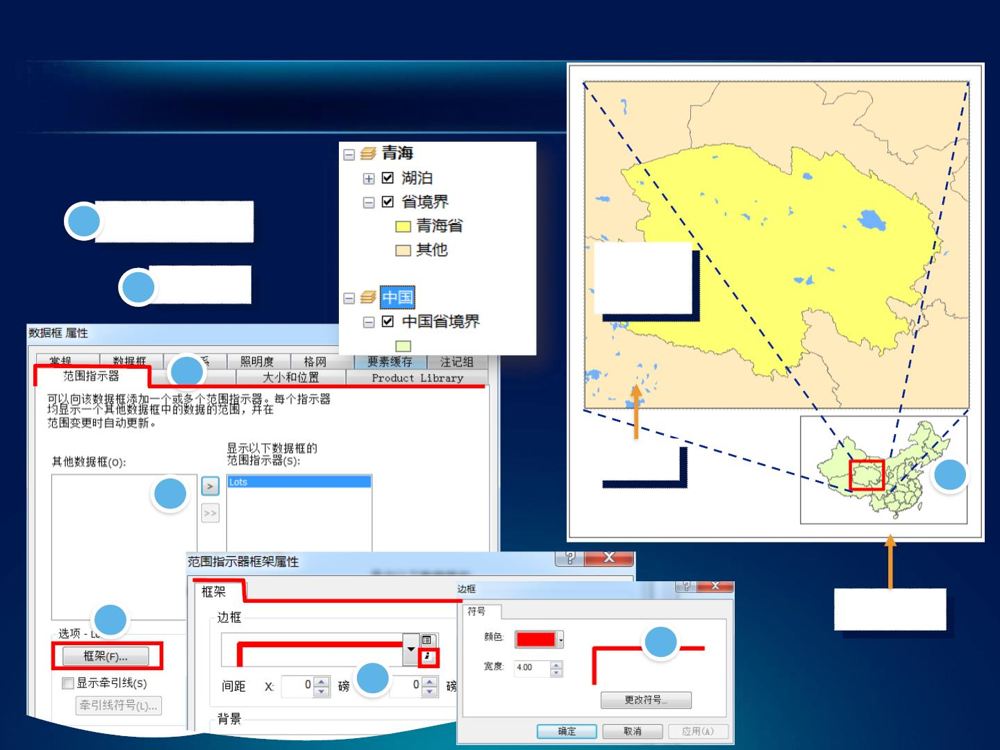 青海
湖泊
省境界
青海省
其他
中国
中国省境界
数据框 属性
常规
数据框
系
照明度
格网
要素缓存
注记组
范围指示器
大小和位置
Product Library
可以向该数据框添加一个或多个范围指示器。每个指示器
均显示一个其他数据框中的数据的范围，并在
范围变更时自动更新。
其他数据框(O):
显示以下数据框的
范围指示器(S):
Lots
>
>>
选项 - Lo
框架(F)...
显示牵引线(S)
牵引线符号(L)...
范围指示器框架属性
框架
边框
间距
X:
0
磅
0
磅
背景
边框
符号
颜色:
宽度:
4.00
更改符号...
确定
取消
应用(A)